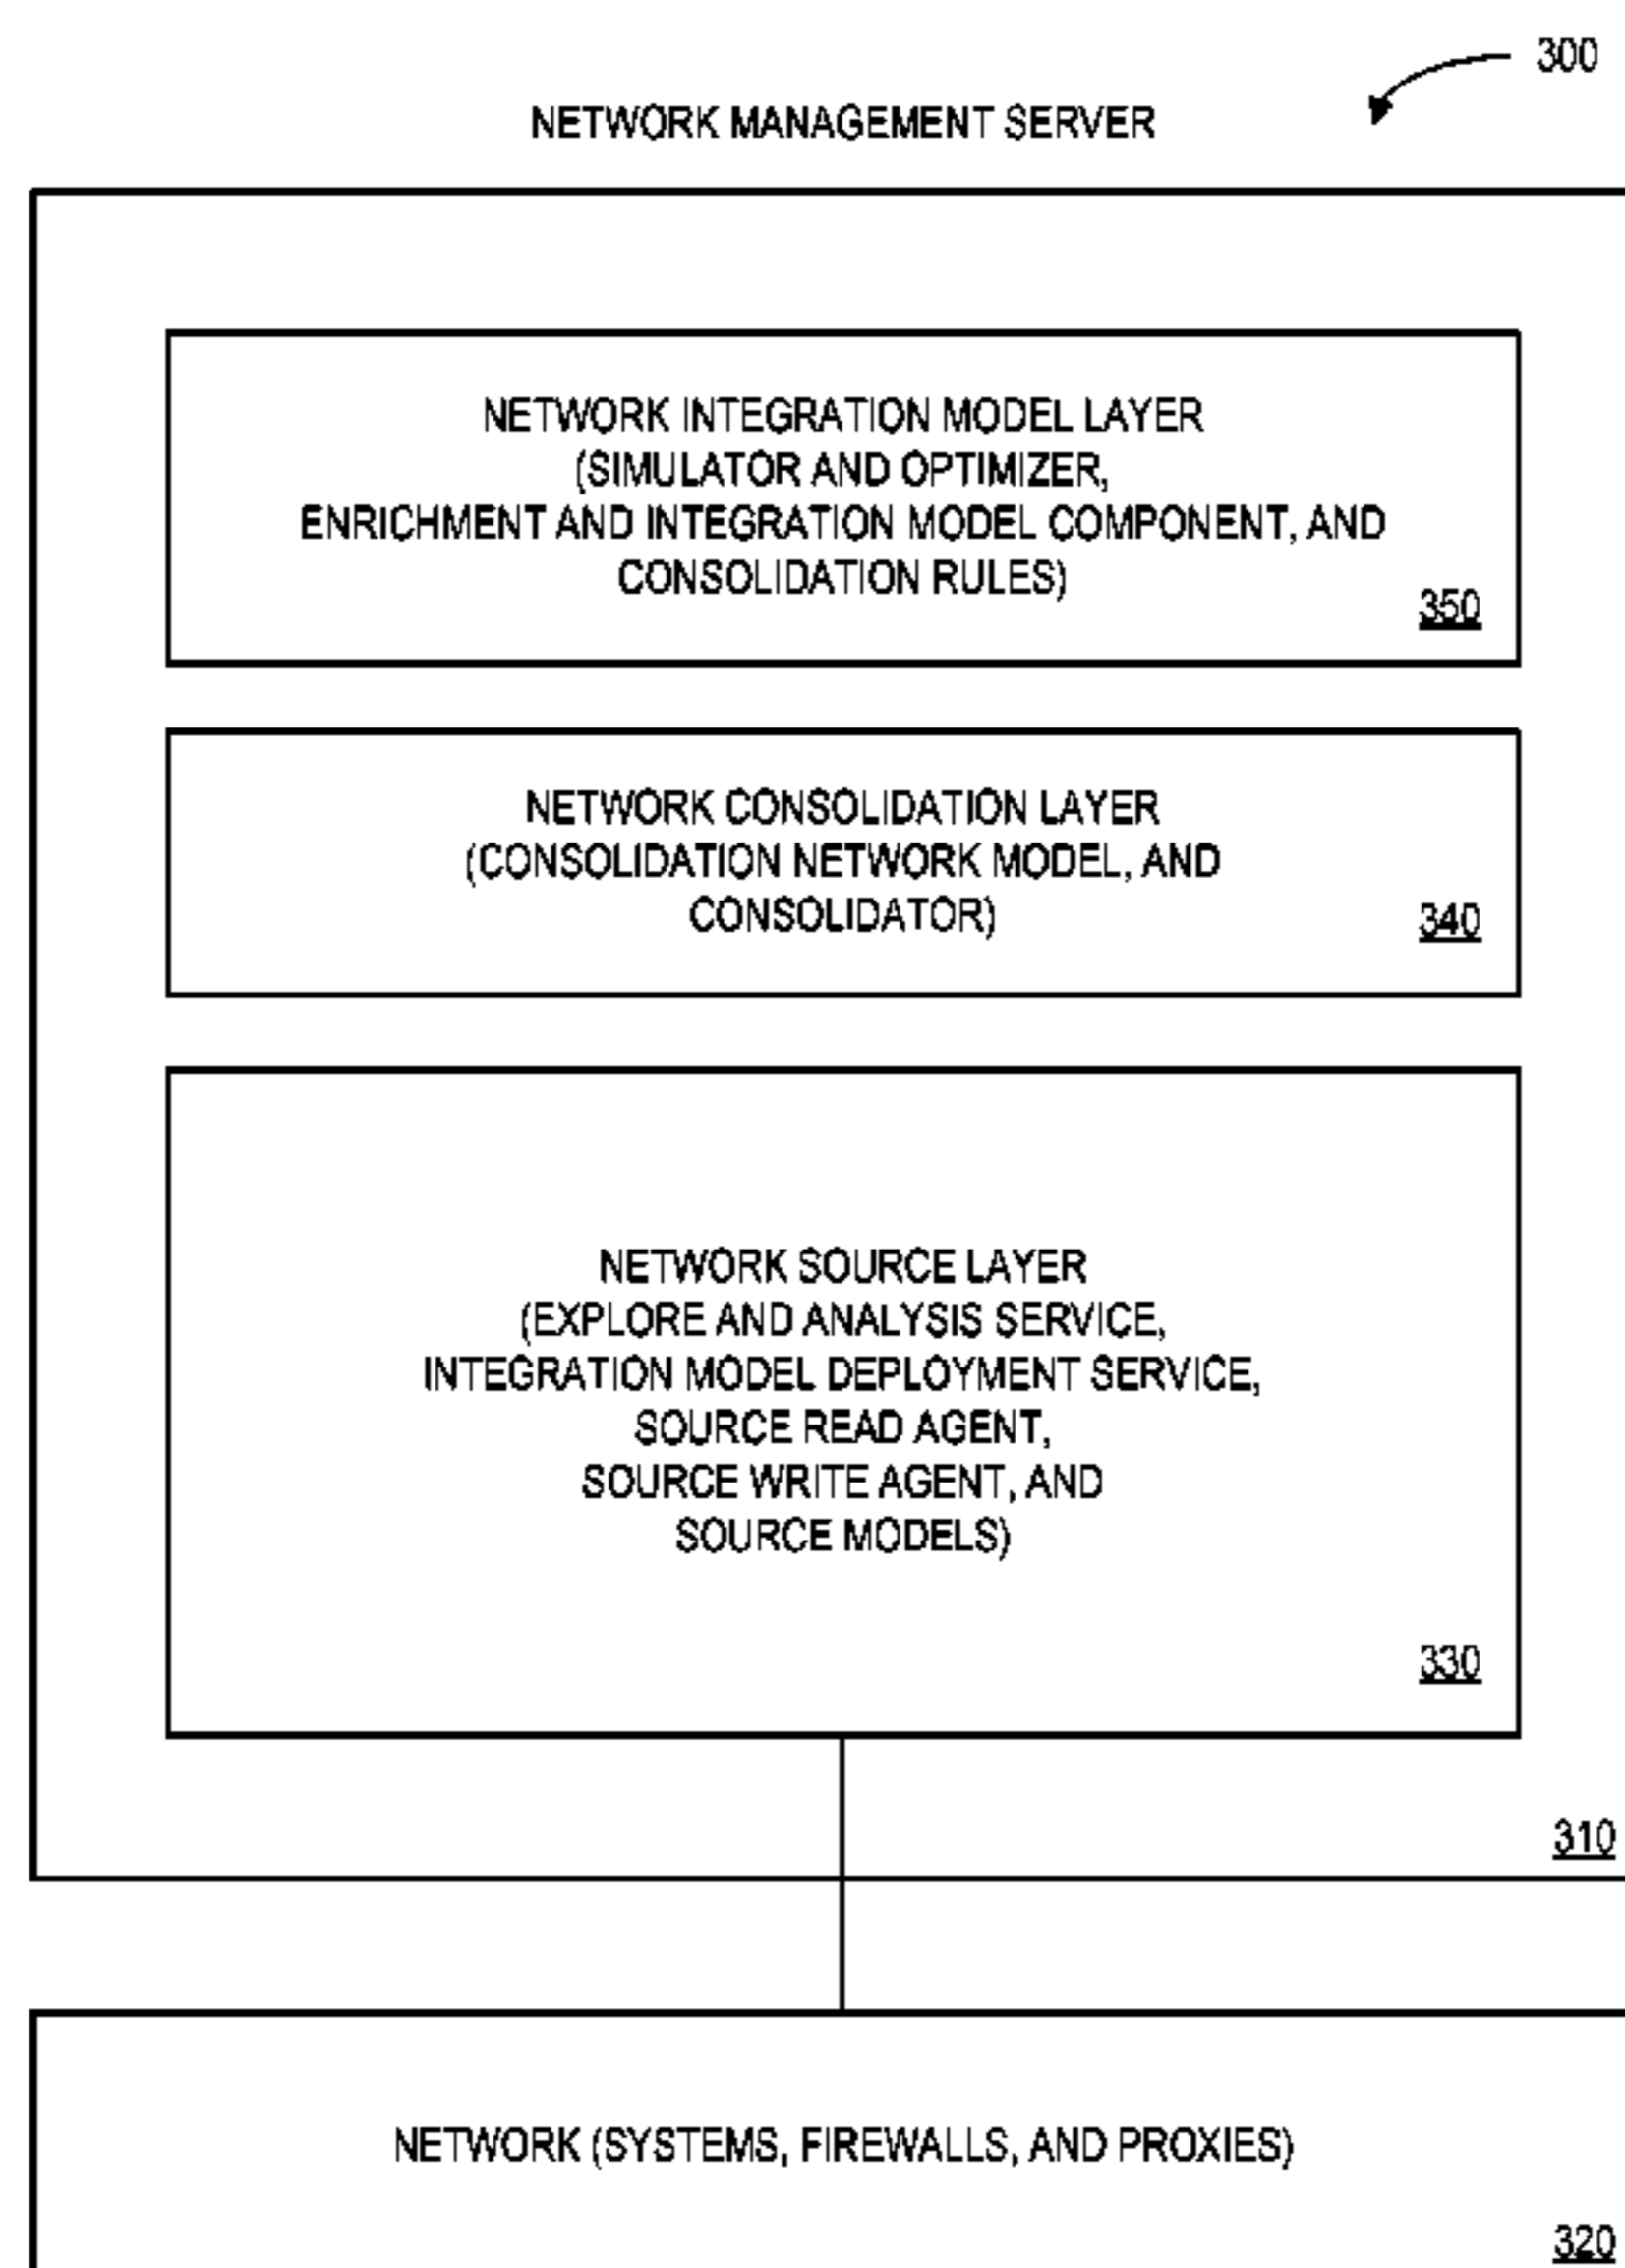 300
NETWORK MANAGEMENT SERVER
NETWORK INTEGRATION MODEL LAYER
(SIMULATOR AND OPTIMIZER,
ENRICHMENT AND INTEGRATION MODEL COMPONENT, AND
CONSOLIDATION RULES)
350
NETWORK CONSOLIDATION LAYER
(CONSOLIDATION NETWORK MODEL, AND
CONSOLIDATOR)
340
NETWORK SOURCE LAYER
(EXPLORE AND ANALYSIS SERVICE,
INTEGRATION MODEL DEPLOYMENT SERVICE,
SOURCE READ AGENT,
SOURCE WRITE AGENT, AND
SOURCE MODELS)
330
310
NETWORK (SYSTEMS, FIREWALLS, AND PROXIES)
320